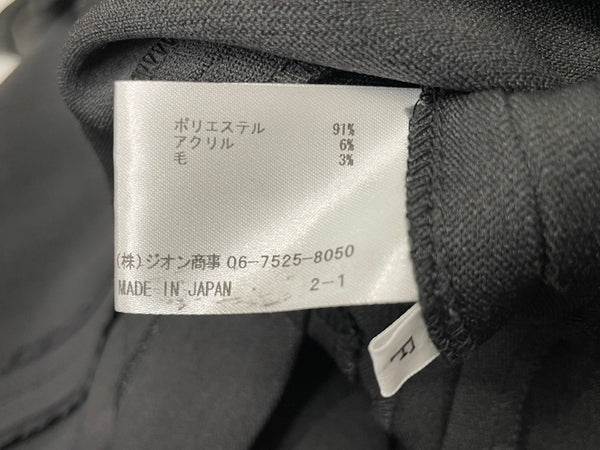 ポリエステル 91%
アクリル 6%
毛 3%
(株)ジオン商事 06-7525-8050
MADE IN JAPAN 2-1
F